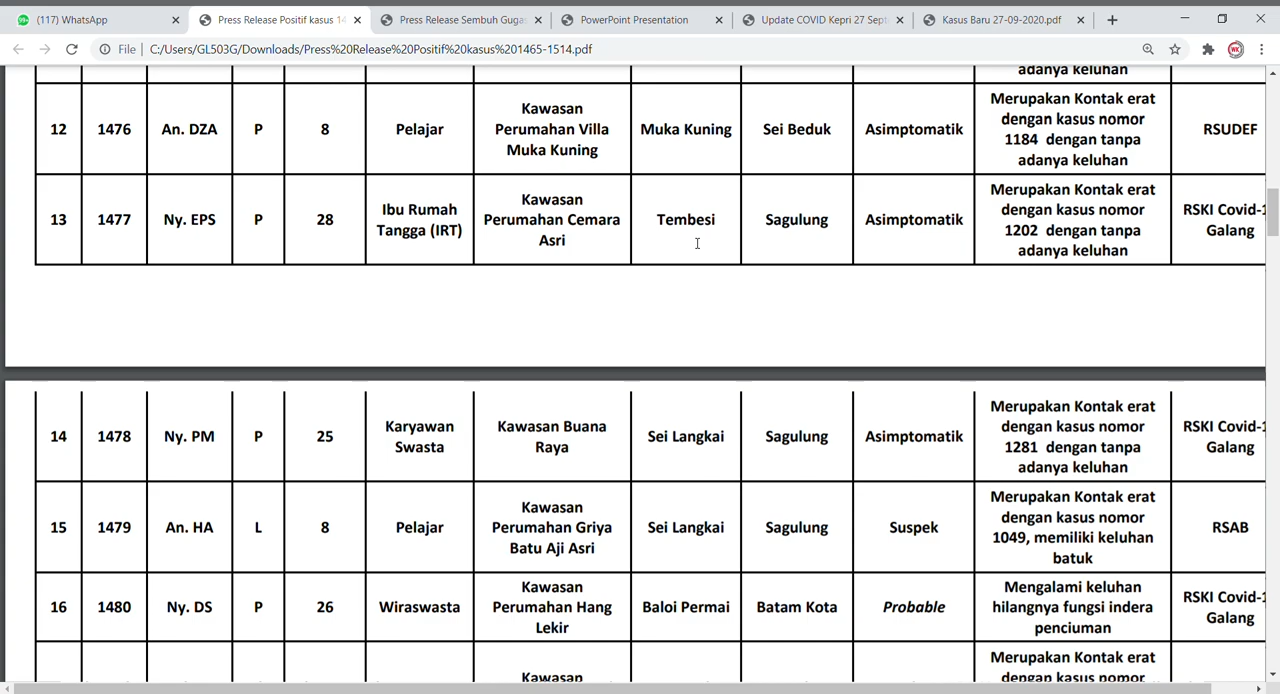 (117) WhatsApp
Press Release Positif kasus 14
Press Release Sembuh Gugas
PowerPoint Presentation
Update COVID Kepri 27 Sept
Kasus Baru 27-09-2020.pdf
File
C:/Users/GL503G/Downloads/Press%20Release%20Positif%20kasus%201465-1514.pdf
adanya keluhan
12
1476
An. DZA
P
8
Pelajar
Kawasan
Perumahan Villa
Muka Kuning
Muka Kuning
Sei Beduk
Asimptomatik
Merupakan Kontak erat
dengan kasus nomor
1184 dengan tanpa
adanya keluhan
RSUDEF
13
1477
Ny. EPS
P
28
Ibu Rumah
Tangga (IRT)
Kawasan
Perumahan Cemara
Asri
Tembesi
Sagulung
Asimptomatik
Merupakan Kontak erat
dengan kasus nomor
1202 dengan tanpa
adanya keluhan
RSKI Covid-1
Galang
14
1478
Ny. PM
P
25
Karyawan
Swasta
Kawasan Buana
Raya
Sei Langkai
Sagulung
Asimptomatik
Merupakan Kontak erat
dengan kasus nomor
1281 dengan tanpa
adanya keluhan
RSKI Covid-1
Galang
15
1479
An. HA
L
8
Pelajar
Kawasan
Perumahan Griya
Batu Aji Asri
Sei Langkai
Sagulung
Suspek
Merupakan Kontak erat
dengan kasus nomor
1049, memiliki keluhan
batuk
RSAB
16
1480
Ny. DS
P
26
Wiraswasta
Kawasan
Perumahan Hang
Lekir
Baloi Permai
Batam Kota
Probable
Mengalami keluhan
hilangnya fungsi indera
penciuman
RSKI Covid-1
Galang
Kawasan
Merupakan Kontak erat
dengan kasus nomor